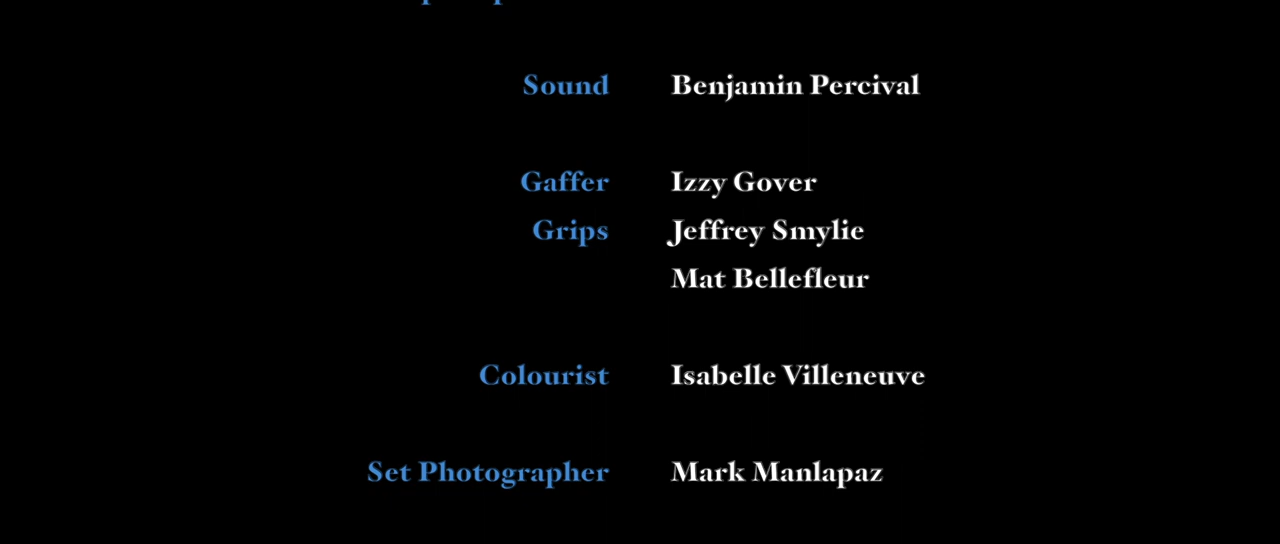 Sound Benjamin Percival
Gaffer Izzy Gover
Grips Jeffrey Smylie
Mat Bellefleur
Colourist Isabelle Villeneuve
Set Photographer Mark Manlapaz